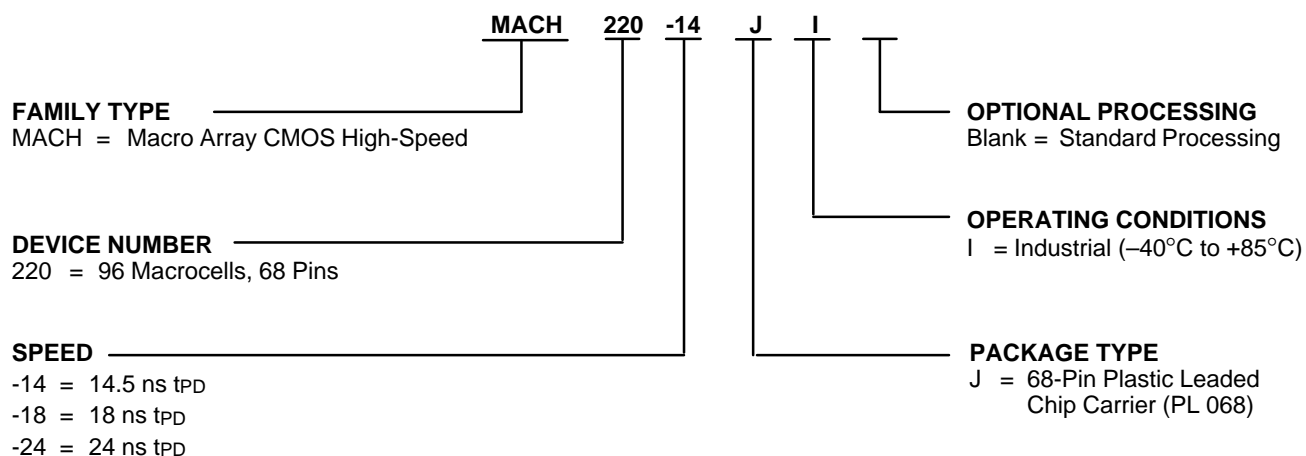 MACH 220 -14 J I
FAMILY TYPE
MACH = Macro Array CMOS High-Speed
DEVICE NUMBER
220 = 96 Macrocells, 68 Pins
SPEED
-14 = 14.5 ns tPD
-18 = 18 ns tPD
-24 = 24 ns tPD
OPTIONAL PROCESSING
Blank = Standard Processing
OPERATING CONDITIONS
I = Industrial (–40°C to +85°C)
PACKAGE TYPE
J = 68-Pin Plastic Leaded
Chip Carrier (PL 068)